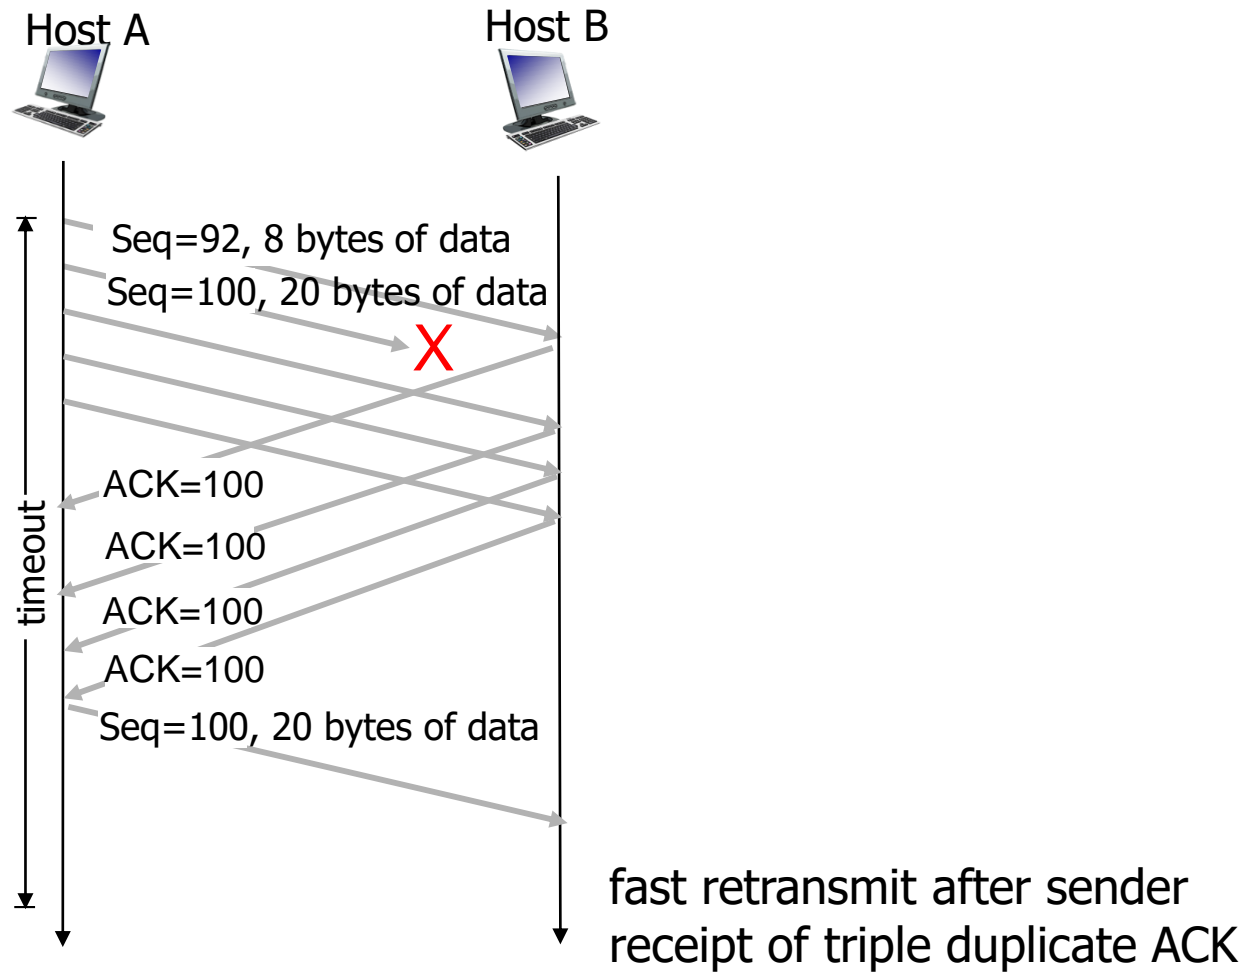 Host A
Host B
Seq=92, 8 bytes of data
Seq=100, 20 bytes of data
X
ACK=100
timeout
ACK=100
ACK=100
ACK=100
Seq=100, 20 bytes of data
fast retransmit after sender
receipt of triple duplicate ACK